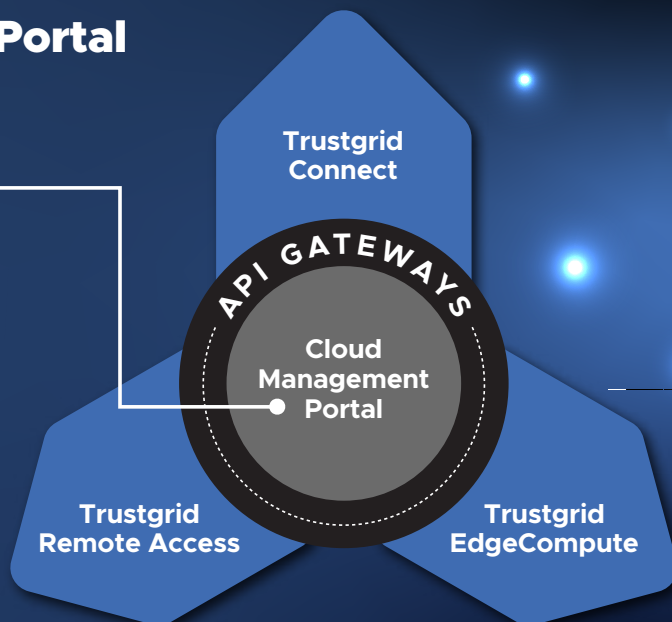 Portal
Trustgrid
Connect
API GATEWAYS
Cloud
Management
Portal
Trustgrid
Remote Access
Trustgrid
EdgeCompute